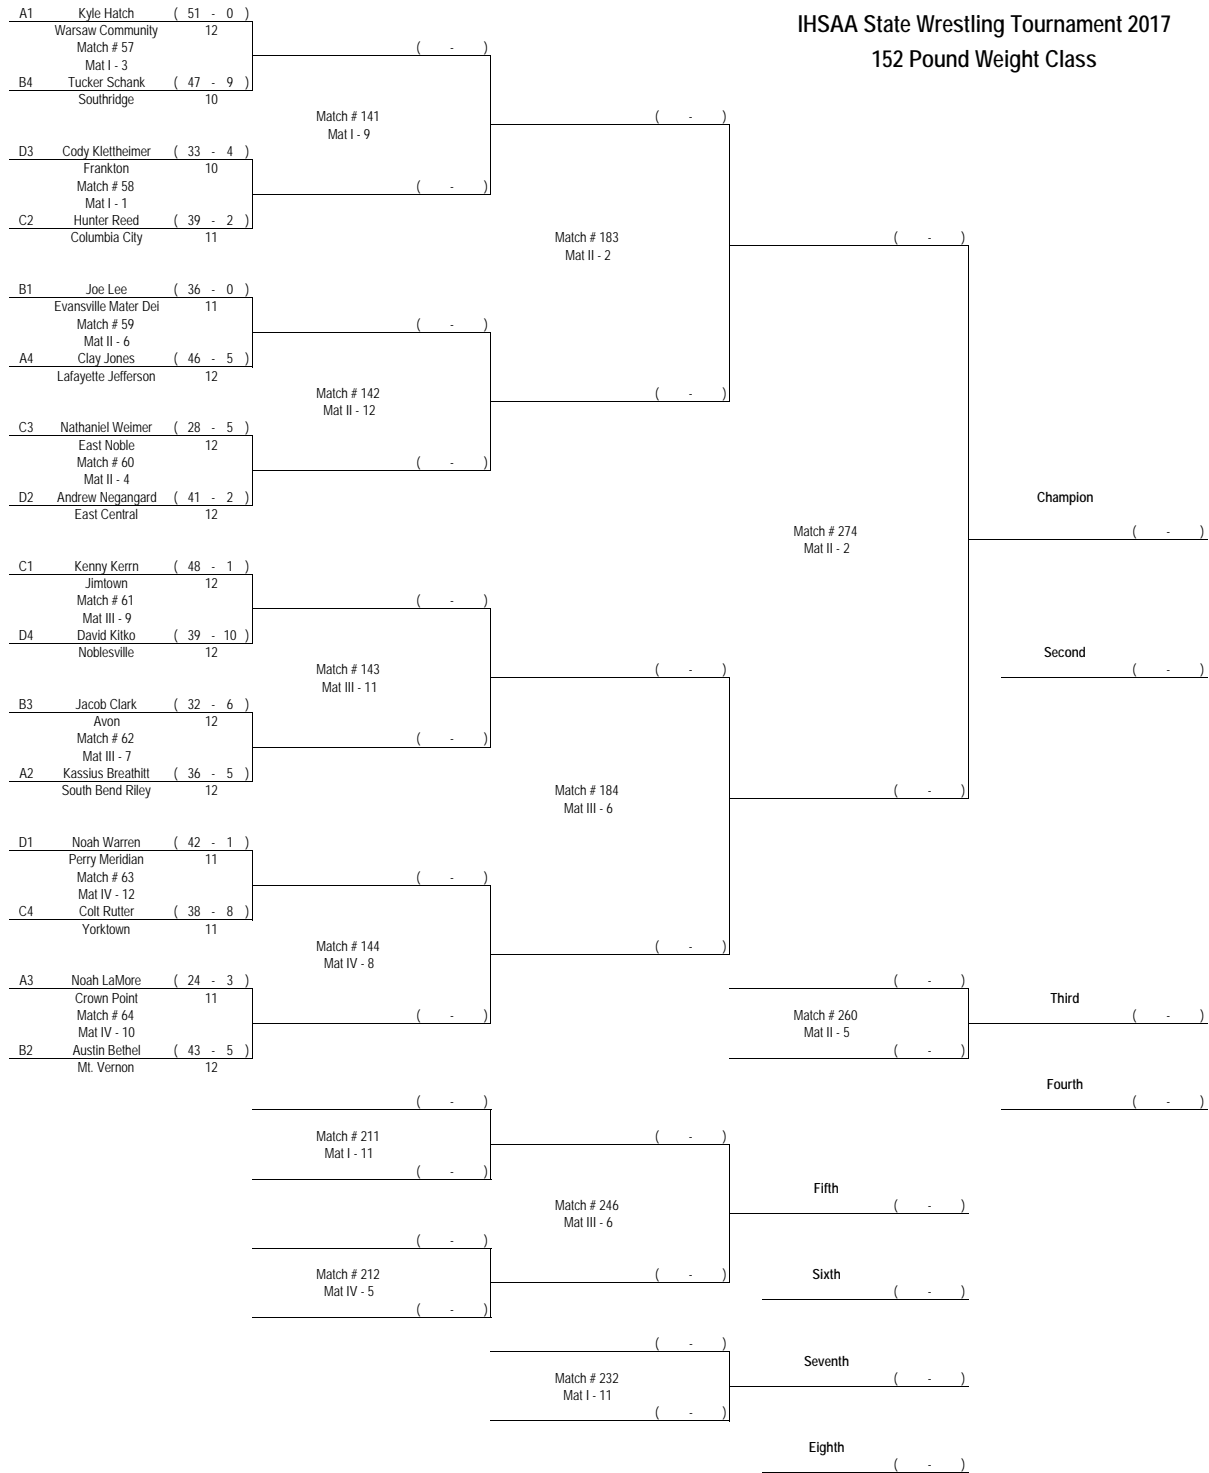 IHSAA State Wrestling Tournament 2017
152 Pound Weight Class
A1 Kyle Hatch ( 51 - 0 )
Warsaw Community 12
Match # 57
Mat I - 3
B4 Tucker Schank ( 47 - 9 )
Southridge 10
D3 Cody Klettheimer ( 33 - 4 )
Frankton 10
Match # 58
Mat I - 1
C2 Hunter Reed ( 39 - 2 )
Columbia City 11
B1 Joe Lee ( 36 - 0 )
Evansville Mater Dei 11
Match # 59
Mat II - 6
A4 Clay Jones ( 46 - 5 )
Lafayette Jefferson 12
C3 Nathaniel Weimer ( 28 - 5 )
East Noble 12
Match # 60
Mat II - 4
D2 Andrew Negangard ( 41 - 2 )
East Central 12
C1 Kenny Kerrn ( 48 - 1 )
Jimtown 12
Match # 61
Mat III - 9
D4 David Kitko ( 39 - 10 )
Noblesville 12
B3 Jacob Clark ( 32 - 6 )
Avon 12
Match # 62
Mat III - 7
A2 Kassius Breathitt ( 36 - 5 )
South Bend Riley 12
D1 Noah Warren ( 42 - 1 )
Perry Meridian 11
Match # 63
Mat IV - 12
C4 Colt Rutter ( 38 - 8 )
Yorktown 11
A3 Noah LaMore ( 24 - 3 )
Crown Point 11
Match # 64
Mat IV - 10
B2 Austin Bethel ( 43 - 5 )
Mt. Vernon 12
( - )
Match # 141
Mat I - 9
( - )
( - )
Match # 142
Mat II - 12
( - )
( - )
Match # 143
Mat III - 11
( - )
( - )
Match # 144
Mat IV - 8
( - )
( - )
Match # 211
Mat I - 11
( - )
( - )
Match # 212
Mat IV - 5
( - )
( - )
Match # 183
Mat II - 2
( - )
( - )
Match # 184
Mat III - 6
( - )
( - )
Match # 246
Mat III - 6
( - )
( - )
Match # 232
Mat I - 11
( - )
( - )
Match # 274
Mat II - 2
( - )
( - )
Match # 260
Mat II - 5
( - )
Fifth
( - )
Sixth
( - )
Seventh
( - )
Eighth
( - )
Champion
( - )
Second
( - )
Third
( - )
Fourth
( - )